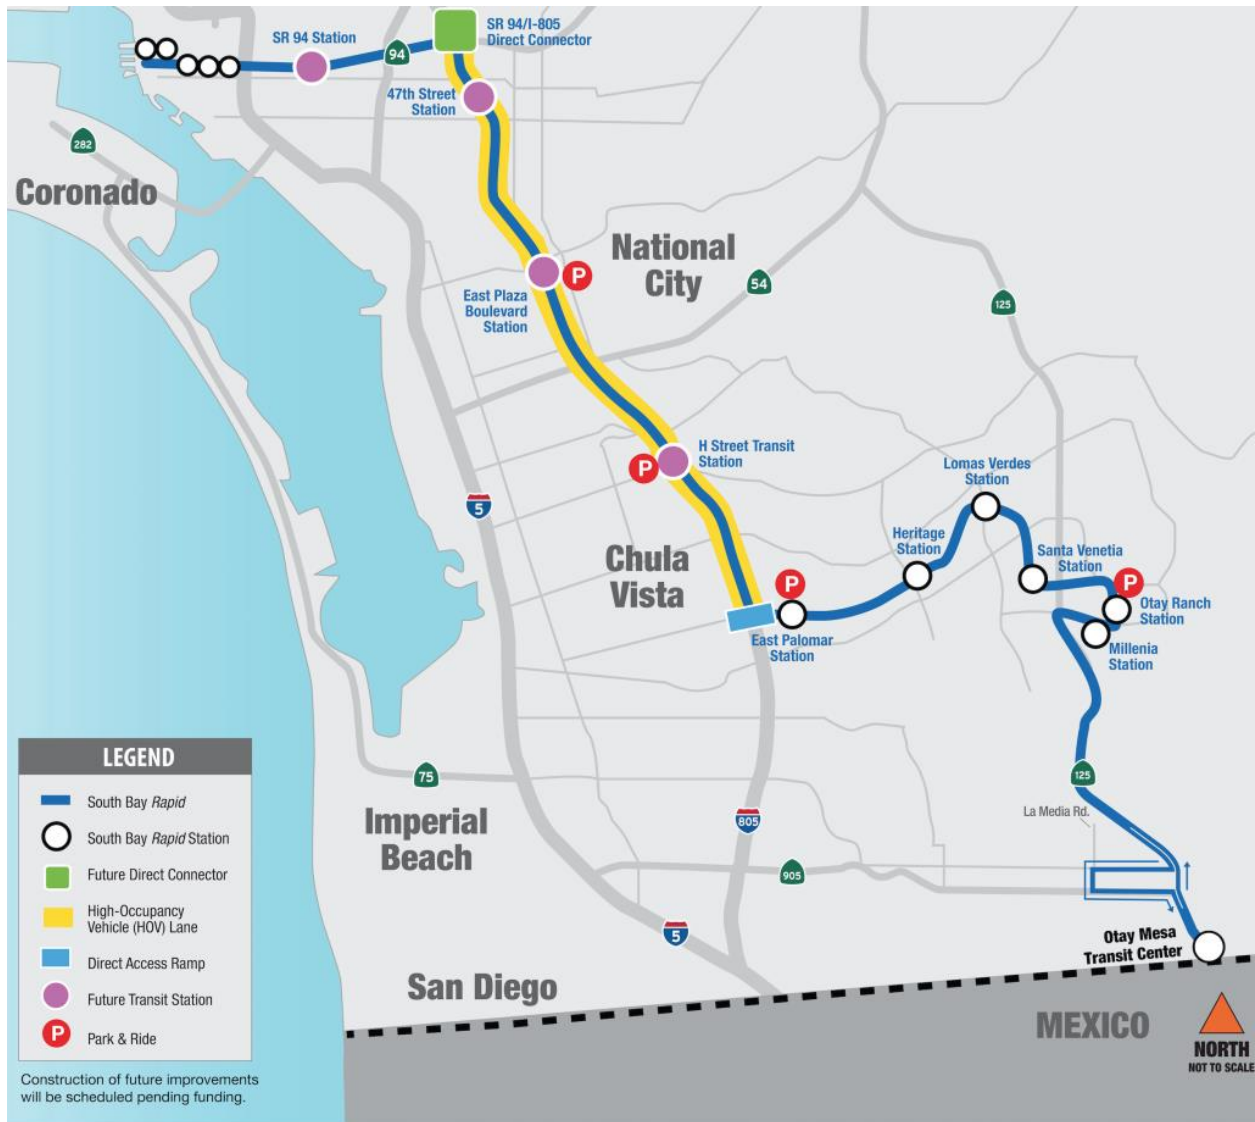 SR 94/I-805
Direct Connector
SR 94 Station
94
47th Street
Station
282
Coronado
National
City
P
54
East Plaza
Boulevard
Station
125
H Street Transit
Station
P
Lomas Verdes
Station
5
Heritage
Station
Santa Venetia
Station
Chula
Vista
P
P
Otay Ranch
Station
East Palomar
Station
Millenia
Station
LEGEND
South Bay Rapid
South Bay Rapid Station
Future Direct Connector
High-Occupancy
Vehicle (HOV) Lane
Direct Access Ramp
Future Transit Station
P
Park & Ride
Construction of future improvements
will be scheduled pending funding.
75
125
La Media Rd.
Imperial
Beach
805
905
5
Otay Mesa
Transit Center
San Diego
MEXICO
NORTH
NOT TO SCALE